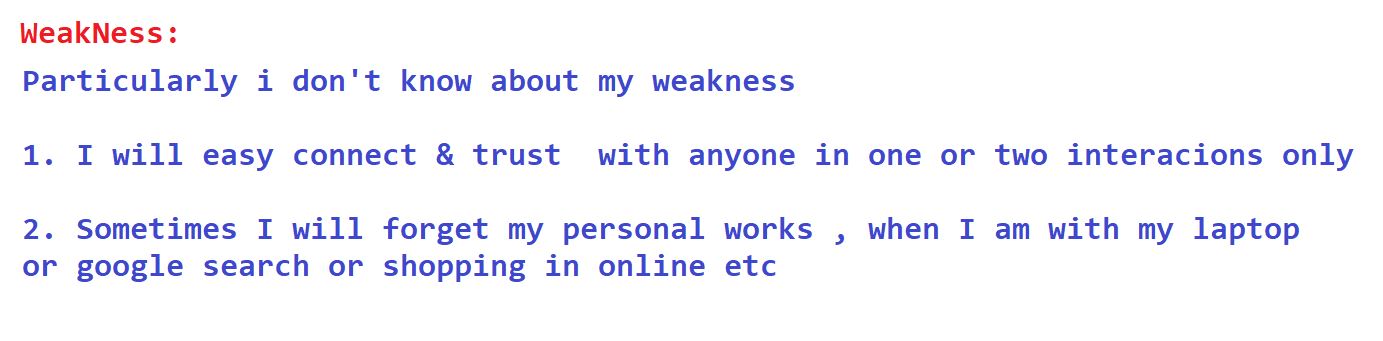 WeakNess:
Particularly i don't know about my weakness
1. I will easy connect & trust  with anyone in one or two interacions only
2. Sometimes I will forget my personal works , when I am with my laptop
or google search or shopping in online etc